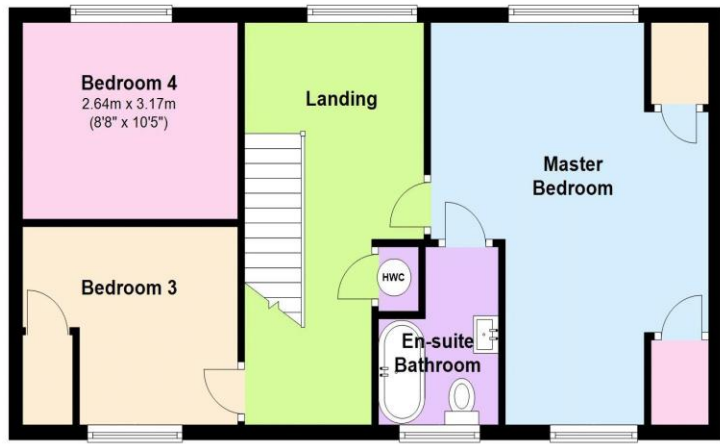 Bedroom 4
2.64m x 3.17m
(8'8" x 10'5")
Landing
Master
Bedroom
Bedroom 3
HWC
En-suite
Bathroom